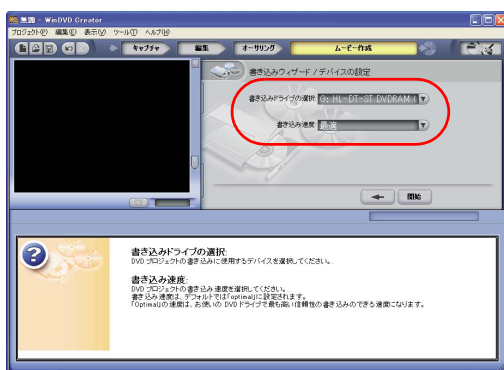 無題 - WinDVD Creator
プロジェクト(P) 編集(E) 表示(V) ツール(T) ヘルプ(H)
キャプチャ 編集 オーサリング ムービー作成
書き込みウィザード / デバイスの設定
書き込みドライブの選択 G: HL-DT-ST DVDRAM (
書き込み速度 最適
開始
書き込みドライブの選択:
DVD プロジェクトの書き込みに使用するデバイスを選択してください。
書き込み速度:
DVD プロジェクトの書き込み速度を選択してください。
書き込み速度は、デフォルトでは「optimal」に設定されます。
「Optimal」の速度は、お使いの DVD ドライブで最も高い信頼性の書き込みのできる速度になります。